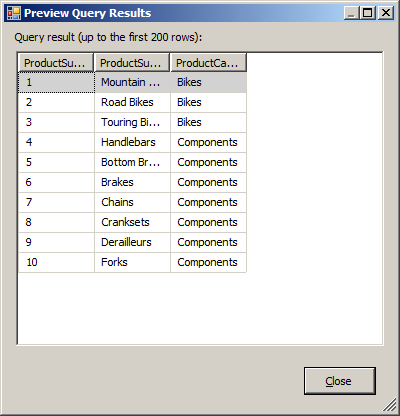 Preview Query Results
Query result (up to the first 200 rows):
ProductSu... ProductSu... ProductCa...
1 Mountain ... Bikes
2 Road Bikes Bikes
3 Touring Bi... Bikes
4 Handlebars Components
5 Bottom Br... Components
6 Brakes Components
7 Chains Components
8 Cranksets Components
9 Derailleurs Components
10 Forks Components
Close